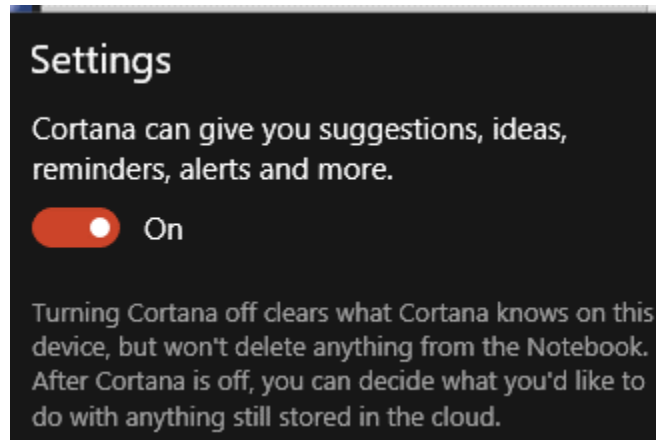 Settings
Cortana can give you suggestions, ideas,
reminders, alerts and more.
On
Turning Cortana off clears what Cortana knows on this
device, but won't delete anything from the Notebook.
After Cortana is off, you can decide what you'd like to
do with anything still stored in the cloud.